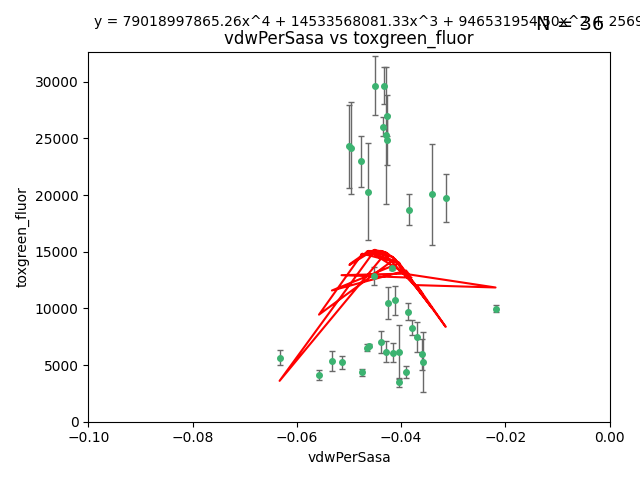 y = 79018997865.26x^4 + 14533568081.33x^3 +
N = 36
vdwPerSasa vs toxgreen_fluor
30000
25000
20000
15000
10000
5000
0
toxgreen_fluor
−0.10 −0.08 −0.06 −0.04 −0.02 0.00
vdwPerSasa